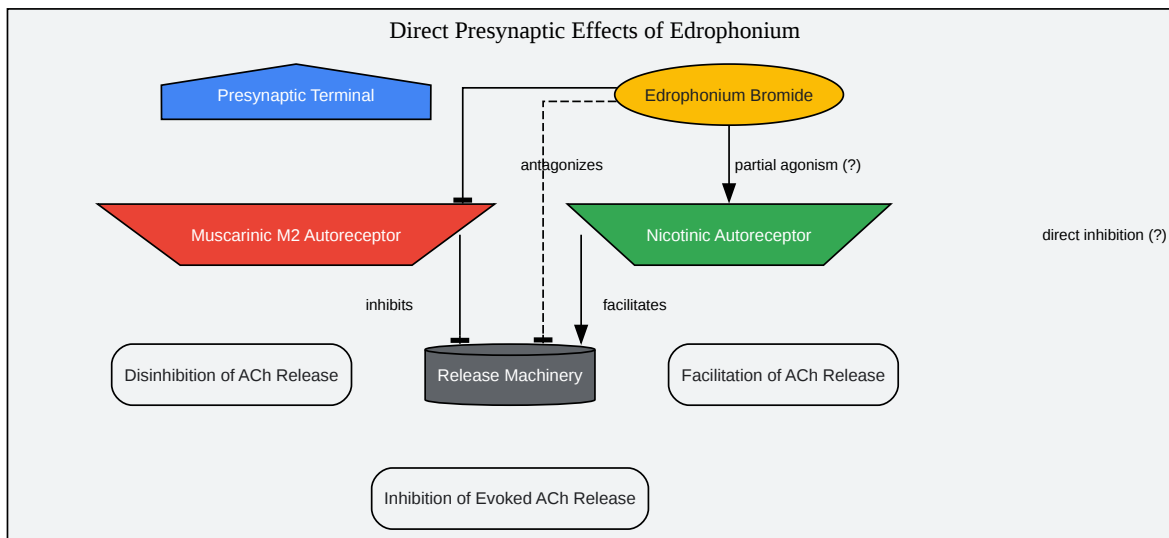 Direct Presynaptic Effects of Edrophonium
Presynaptic Terminal
Edrophonium Bromide
antagonizes
partial agonism (?)
Muscarinic M2 Autoreceptor
Nicotinic Autoreceptor
direct inhibition (?)
inhibits
facilitates
Disinhibition of ACh Release
Release Machinery
Facilitation of ACh Release
Inhibition of Evoked ACh Release